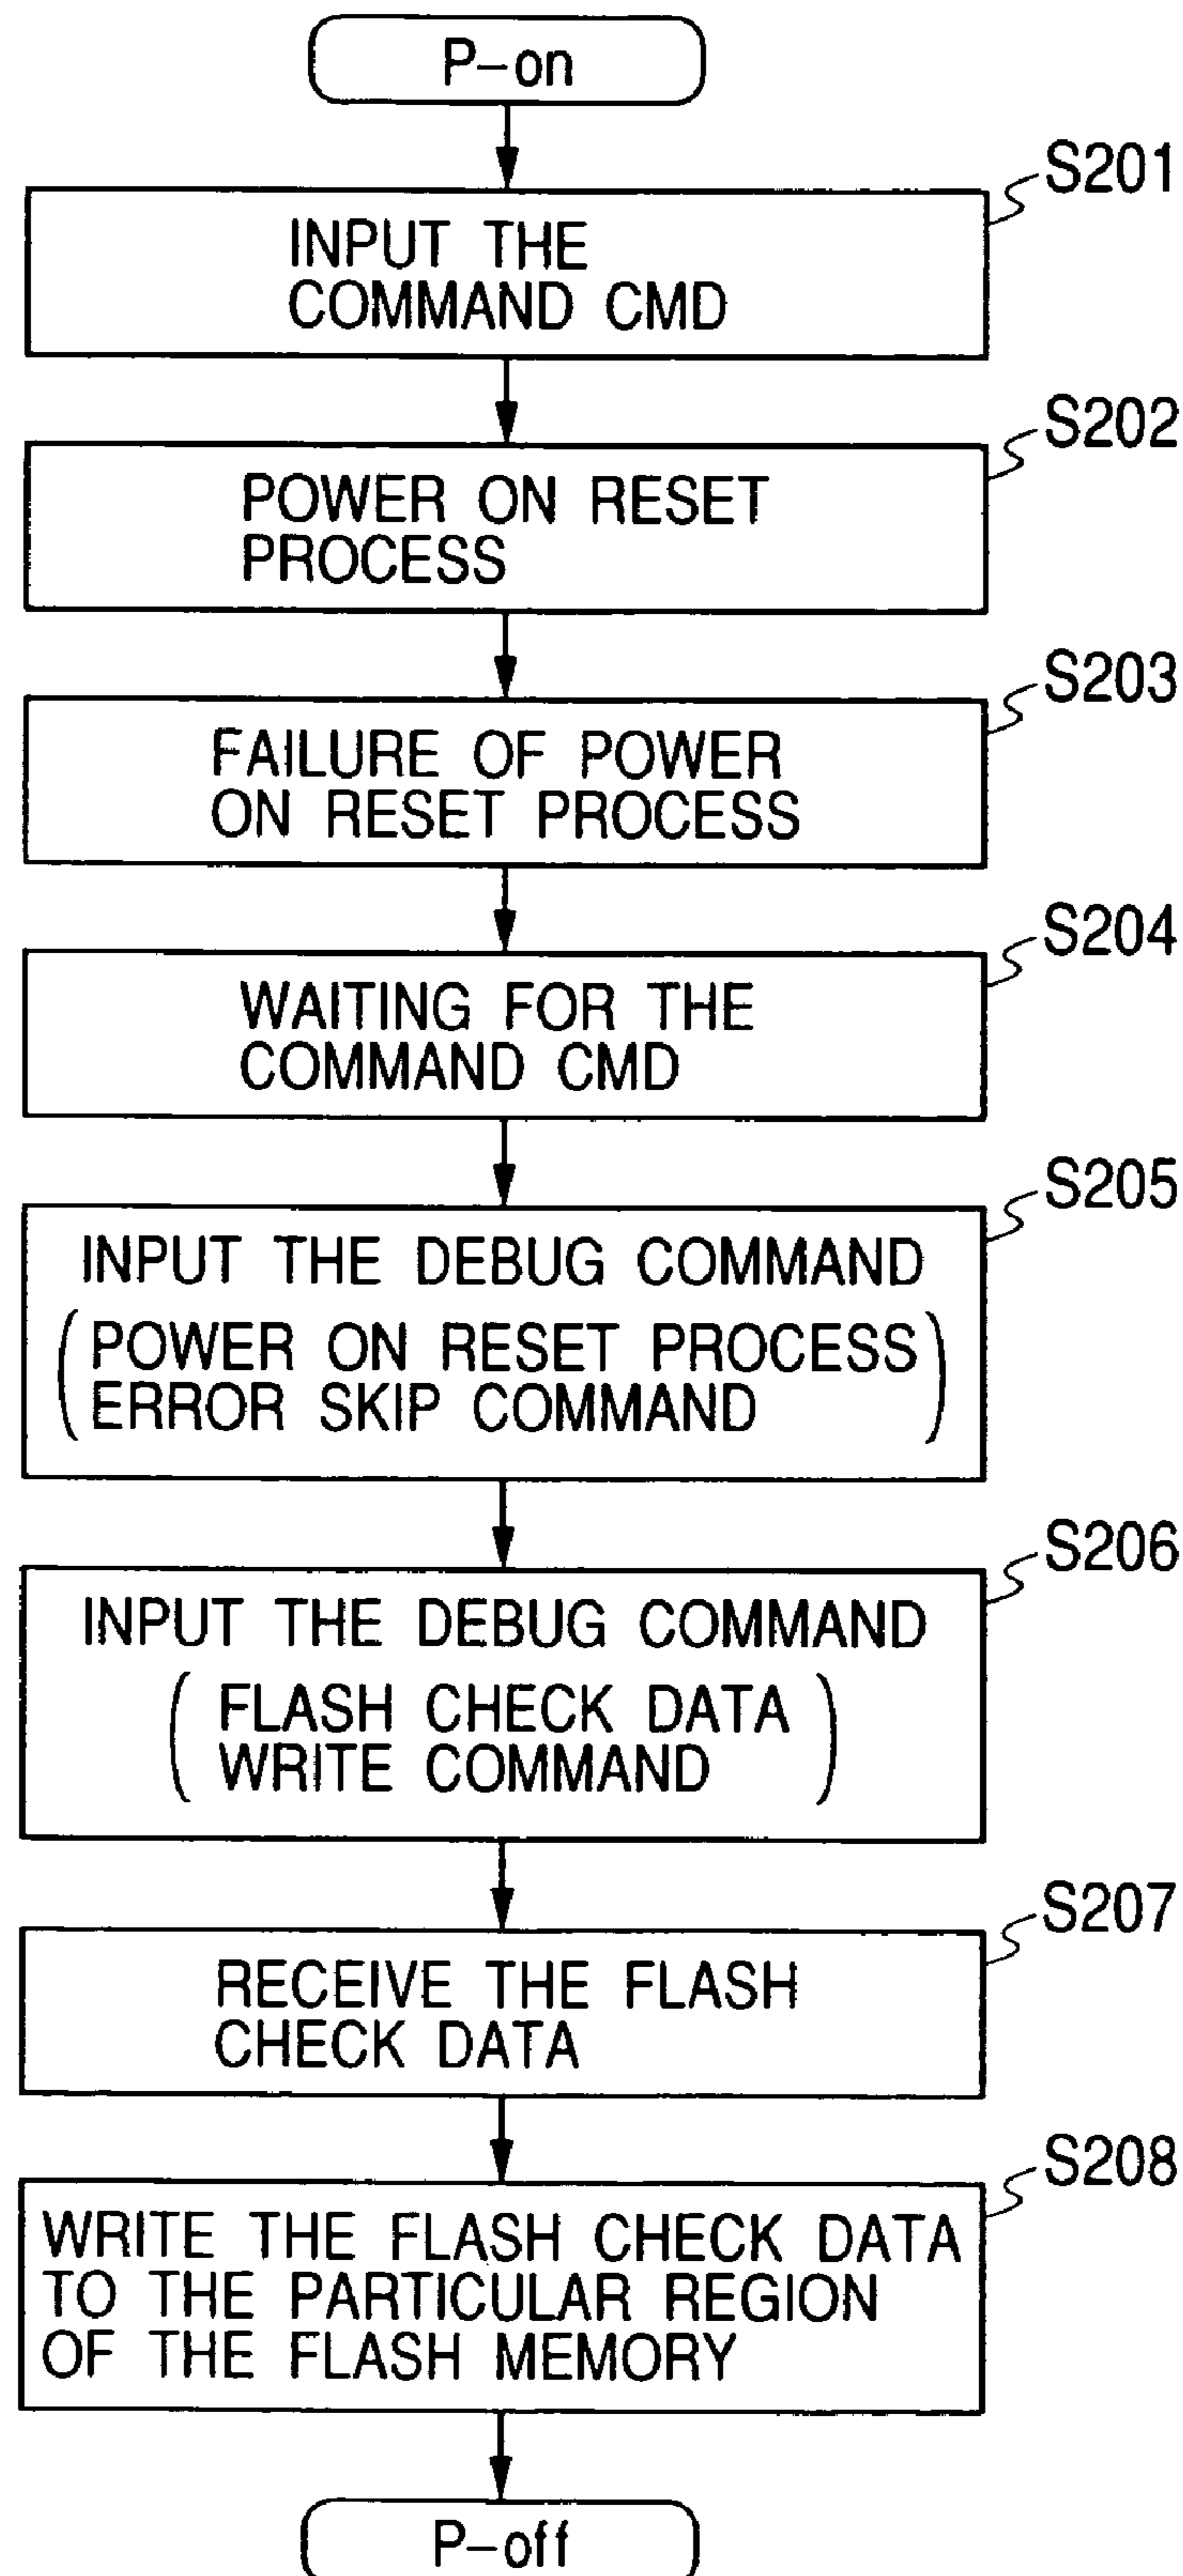 P-on
S201
INPUT THE
COMMAND CMD
S202
POWER ON RESET
PROCESS
S203
FAILURE OF POWER
ON RESET PROCESS
S204
WAITING FOR THE
COMMAND CMD
S205
INPUT THE DEBUG COMMAND
(POWER ON RESET PROCESS
ERROR SKIP COMMAND)
S206
INPUT THE DEBUG COMMAND
(FLASH CHECK DATA
WRITE COMMAND)
S207
RECEIVE THE FLASH
CHECK DATA
S208
WRITE THE FLASH CHECK DATA
TO THE PARTICULAR REGION
OF THE FLASH MEMORY
P-off